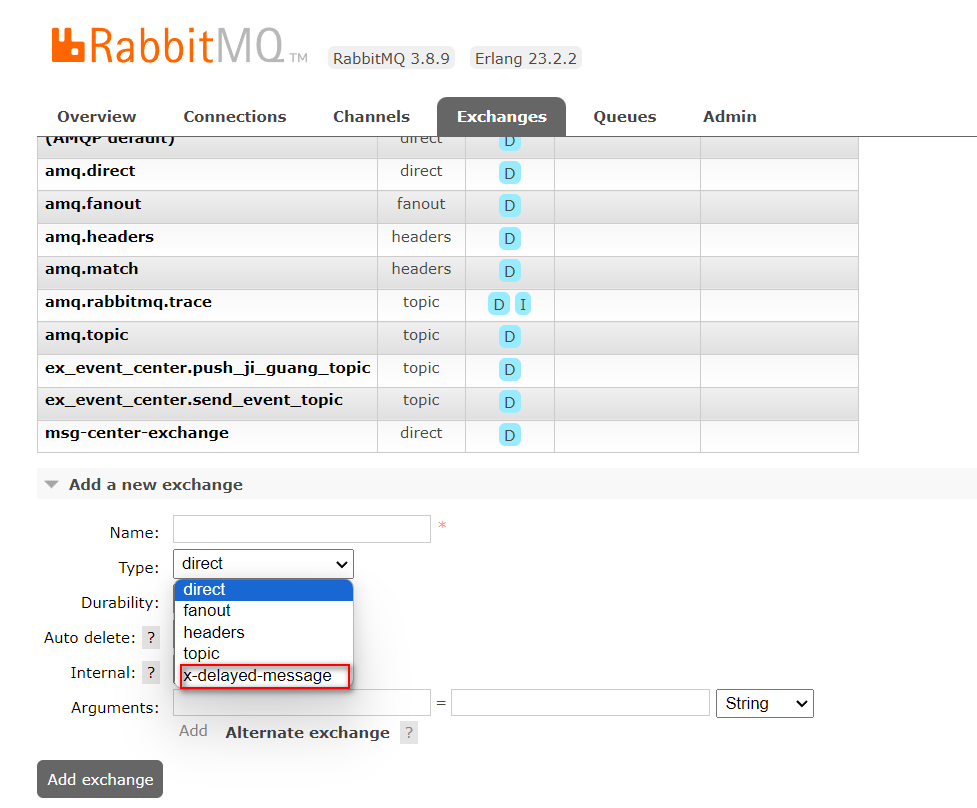 RabbitMQ TM RabbitMQ 3.8.9 Erlang 23.2.2
Overview Connections Channels Exchanges Queues Admin
(AMQP default) direct D
amq.direct direct D
amq.fanout fanout D
amq.headers headers D
amq.match headers D
amq.rabbitmq.trace topic D I
amq.topic topic D
ex_event_center.push_ji_guang_topic topic D
ex_event_center.send_event_topic topic D
msg-center-exchange direct D
Add a new exchange
Name: *
Type: direct
direct
Durability:
fanout
headers
Auto delete: ?
topic
Internal: ?
x-delayed-message
Arguments: = String
Add Alternate exchange ?
Add exchange